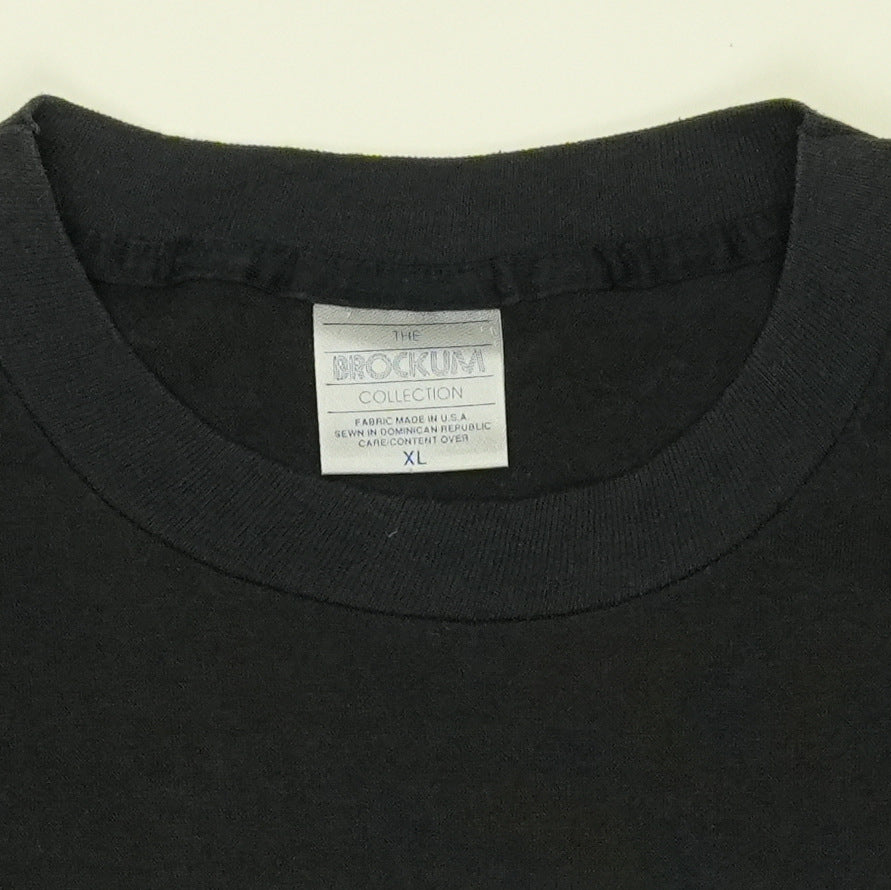 THE
BROCKUM
COLLECTION
FABRIC MADE IN U.S.A
SEWN IN DOMINICAN REPUBLIC
CARE/CONTENT OVER
XL